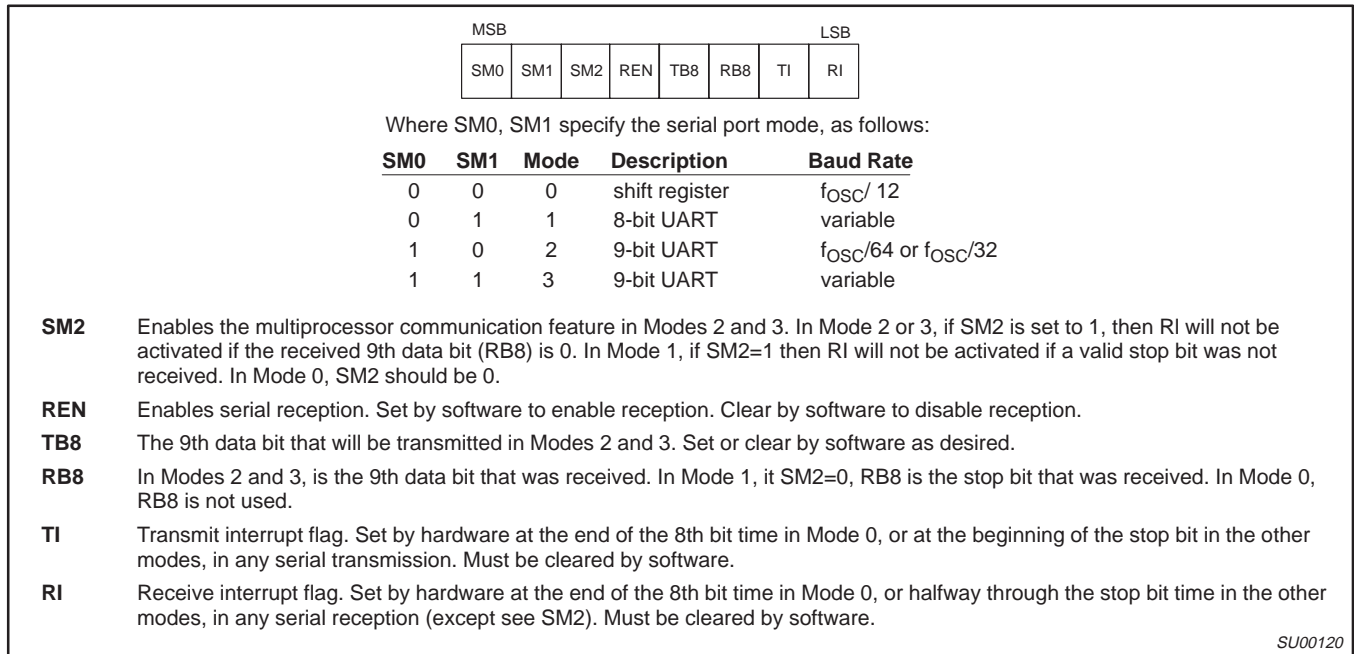 MSB LSB
SM0 SM1 SM2 REN TB8 RB8 TI RI
Where SM0, SM1 specify the serial port mode, as follows:
SM0 SM1 Mode Description Baud Rate
0 0 0 shift register fOSC/ 12
0 1 1 8-bit UART variable
1 0 2 9-bit UART fOSC/64 or fOSC/32
1 1 3 9-bit UART variable
SM2 Enables the multiprocessor communication feature in Modes 2 and 3. In Mode 2 or 3, if SM2 is set to 1, then Rl will not be
activated if the received 9th data bit (RB8) is 0. In Mode 1, if SM2=1 then RI will not be activated if a valid stop bit was not
received. In Mode 0, SM2 should be 0.
REN Enables serial reception. Set by software to enable reception. Clear by software to disable reception.
TB8 The 9th data bit that will be transmitted in Modes 2 and 3. Set or clear by software as desired.
RB8 In Modes 2 and 3, is the 9th data bit that was received. In Mode 1, it SM2=0, RB8 is the stop bit that was received. In Mode 0,
RB8 is not used.
TI Transmit interrupt flag. Set by hardware at the end of the 8th bit time in Mode 0, or at the beginning of the stop bit in the other
modes, in any serial transmission. Must be cleared by software.
RI Receive interrupt flag. Set by hardware at the end of the 8th bit time in Mode 0, or halfway through the stop bit time in the other
modes, in any serial reception (except see SM2). Must be cleared by software.
SU00120